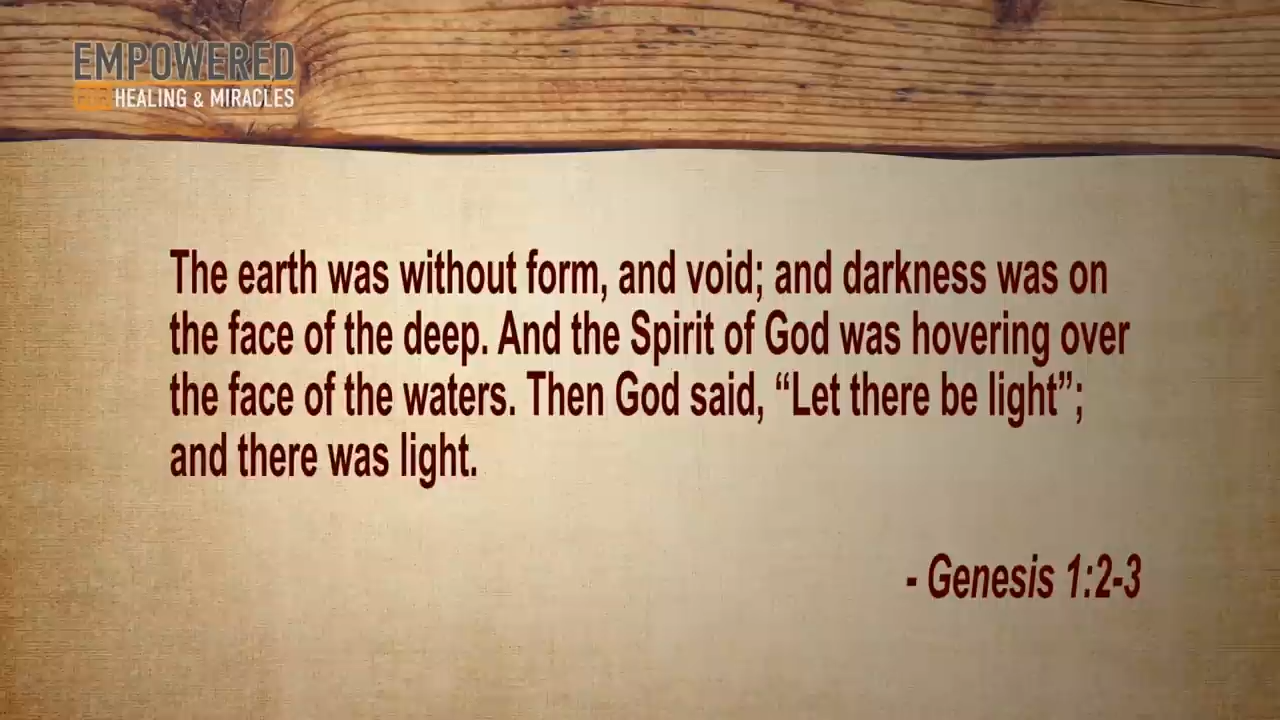 EMPOWERED
FOR HEALING & MIRACLES
The earth was without form, and void; and darkness was on
the face of the deep. And the Spirit of God was hovering over
the face of the waters. Then God said, “Let there be light”;
and there was light.
- Genesis 1:2-3